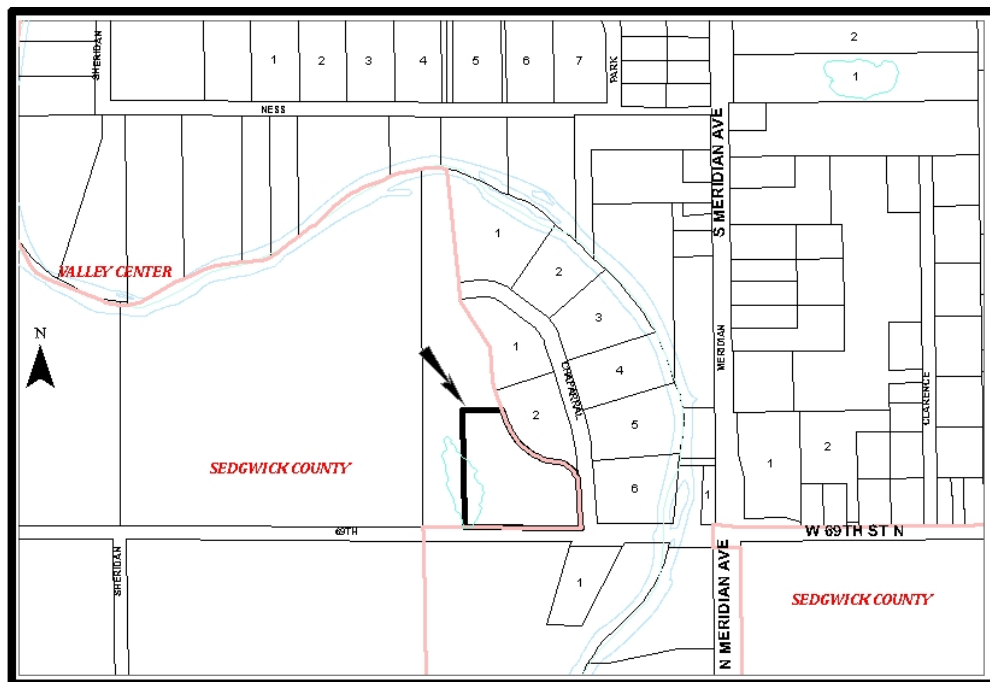 SHERIDAN
1 2 3 4 5 6 7
PARK
2
1
NESS
S MERIDIAN AVE
VALLEY CENTER
1
2
3
N
MERIDIAN
1
4
CHAPARRAL
CLARENCE
2
5
1
2
SEDGWICK COUNTY
6
1
69TH
W 69TH ST N
SHERIDAN
N MERIDIAN AVE
1
SEDGWICK COUNTY